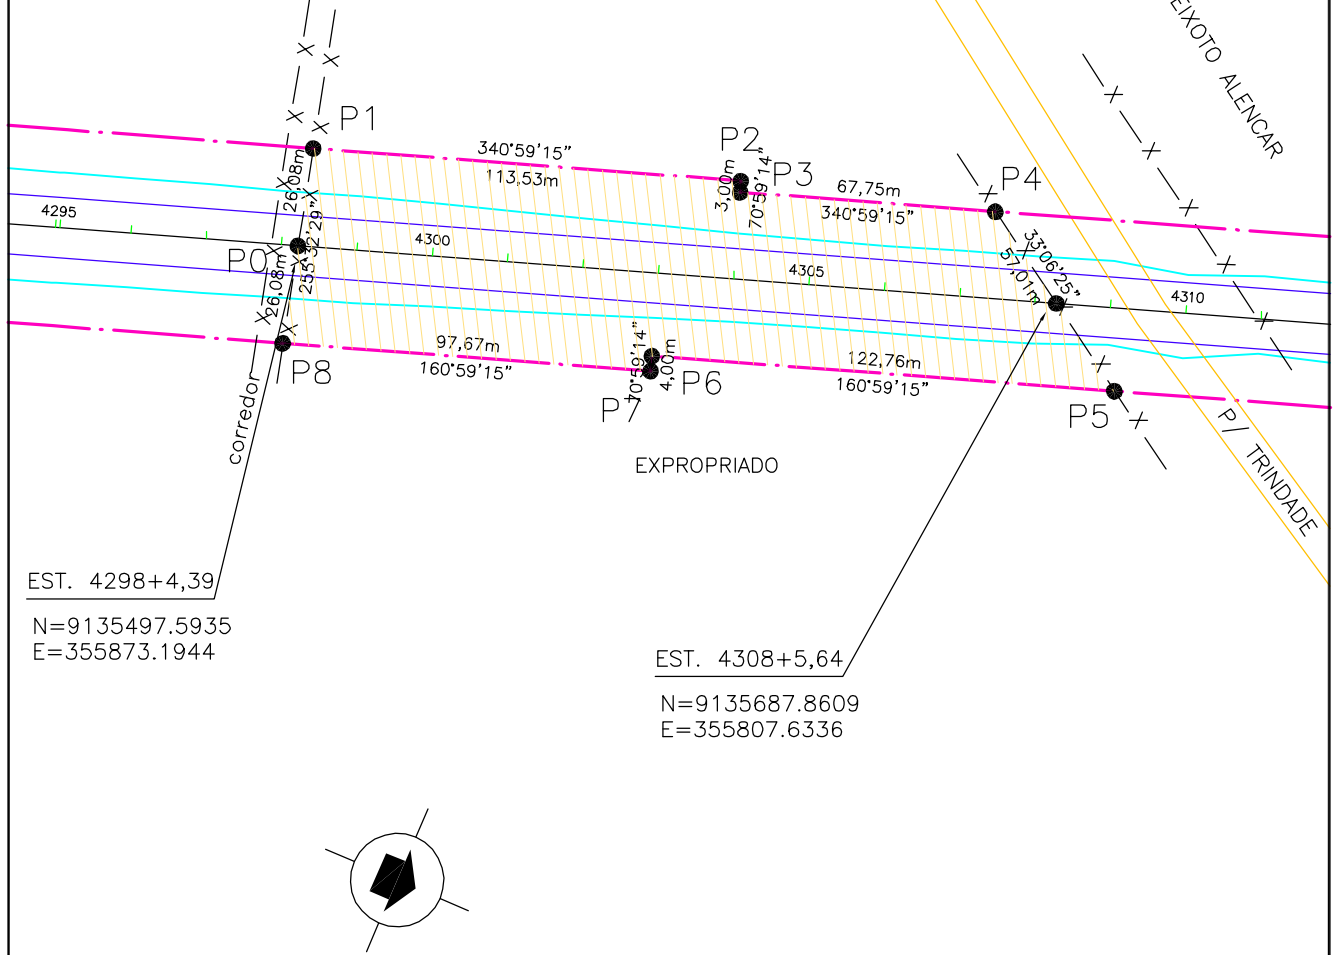 EIXOTO ALENCAR
P1
340°59'15"
113,53m
P2
3,00m
70°59'14"
P3
67,75m
340°59'15"
P4
33°06'25"
57,01m
26,08m
255°32'29"
4295
P0
4300
4305
4310
26,08m
97,67m
160°59'15"
P8
70°59'14"
4,00m
P6
P7
122,76m
160°59'15"
P5
corredor
P/ TRINDADE
EXPROPRIADO
EST. 4298+4,39
N=9135497.5935
E=355873.1944
EST. 4308+5,64
N=9135687.8609
E=355807.6336